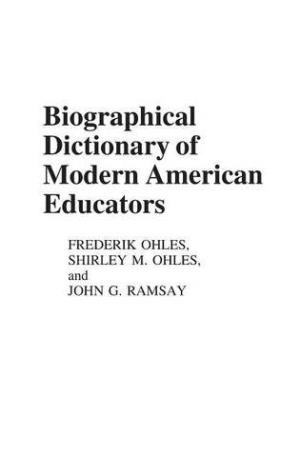 Biographical
Dictionary of
Modern American
Educators
FREDERIK OHLES,
SHIRLEY M. OHLES,
and
JOHN G. RAMSAY